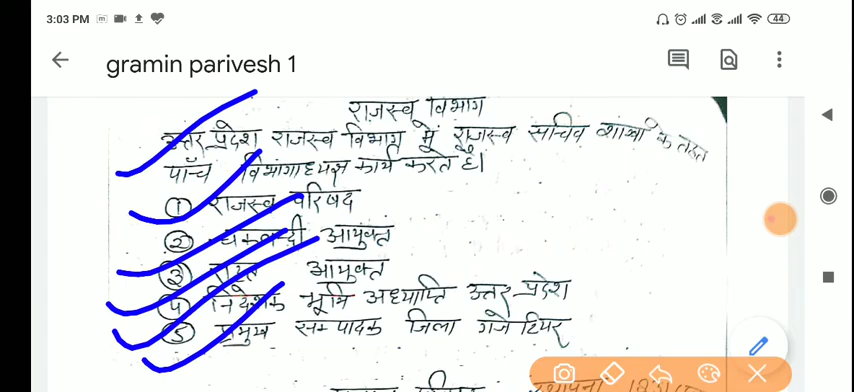 3:03 PM
44
gramin parivesh 1
राजस्व विभाग
उत्तर प्रदेश राजस्व विभाग में राजस्व सचिव शाखा के तहत
पाँच विभागाध्यक्ष कार्य करते है।
① राजस्व परिषद
② चकबन्दी आयुक्त
③ राहत आयुक्त
④ निदेशक भूमि अध्याप्ति उत्तर प्रदेश
⑤ प्रमुख सम्पादक जिला गजेटियर